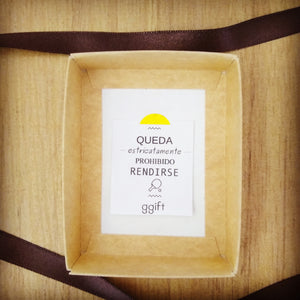 QUEDA
estrictamente
PROHIBIDO
RENDIRSE
ggift